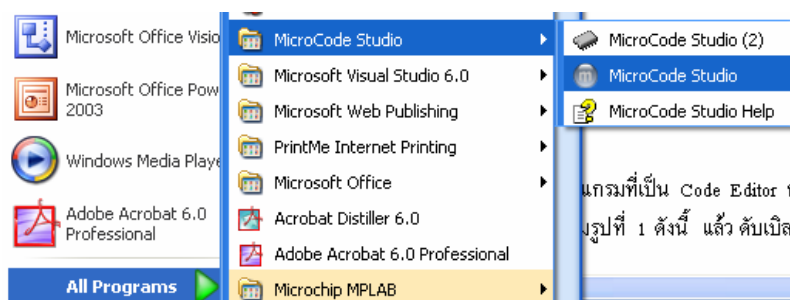 Microsoft Office Visio
Microsoft Office Pow
2003
Windows Media Playe
Adobe Acrobat 6.0
Professional
All Programs
MicroCode Studio
Microsoft Visual Studio 6.0
Microsoft Web Publishing
PrintMe Internet Printing
Microsoft Office
Acrobat Distiller 6.0
Adobe Acrobat 6.0 Professional
Microchip MPLAB
MicroCode Studio (2)
MicroCode Studio
MicroCode Studio Help
แกรมที่เป็น Code Editor
รูปที่ 1 ดังนี้ แล้ว ดับเบิล